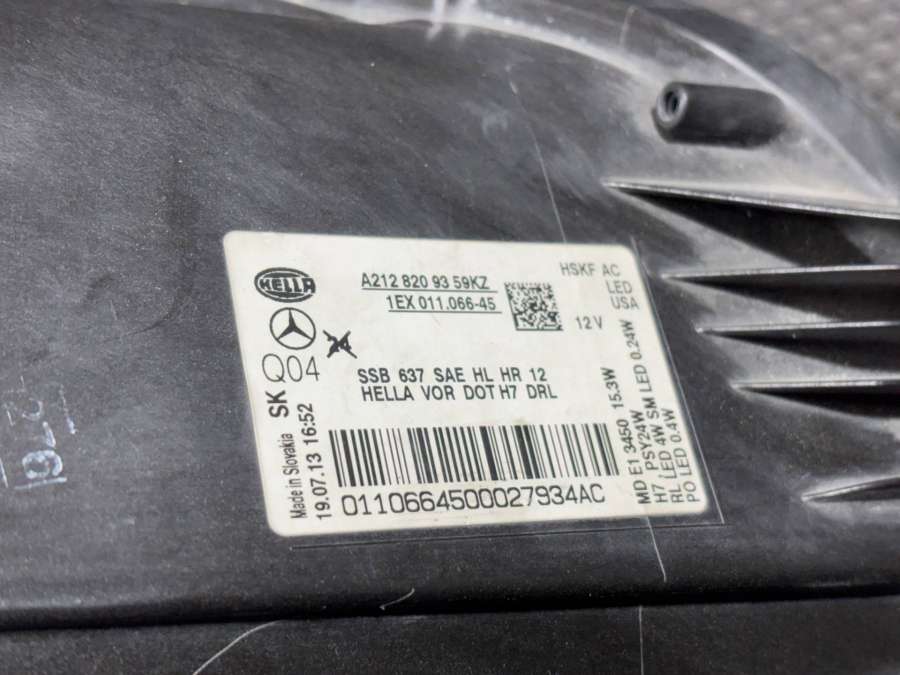 HELLA
A212 820 93 59KZ
1EX 011.066-45
HSKF AC
LED
USA
12V
Q04
SK
SSB 637 SAE HL HR 12
HELLA VOR DOT H7 DRL
Made in Slovakia
19.07.13 16:52
0110664500027934AC
MD E1 3450 15.3W
H7 PSY24W
RL LED 4W SM LED 0.24W
PO LED 0.4W